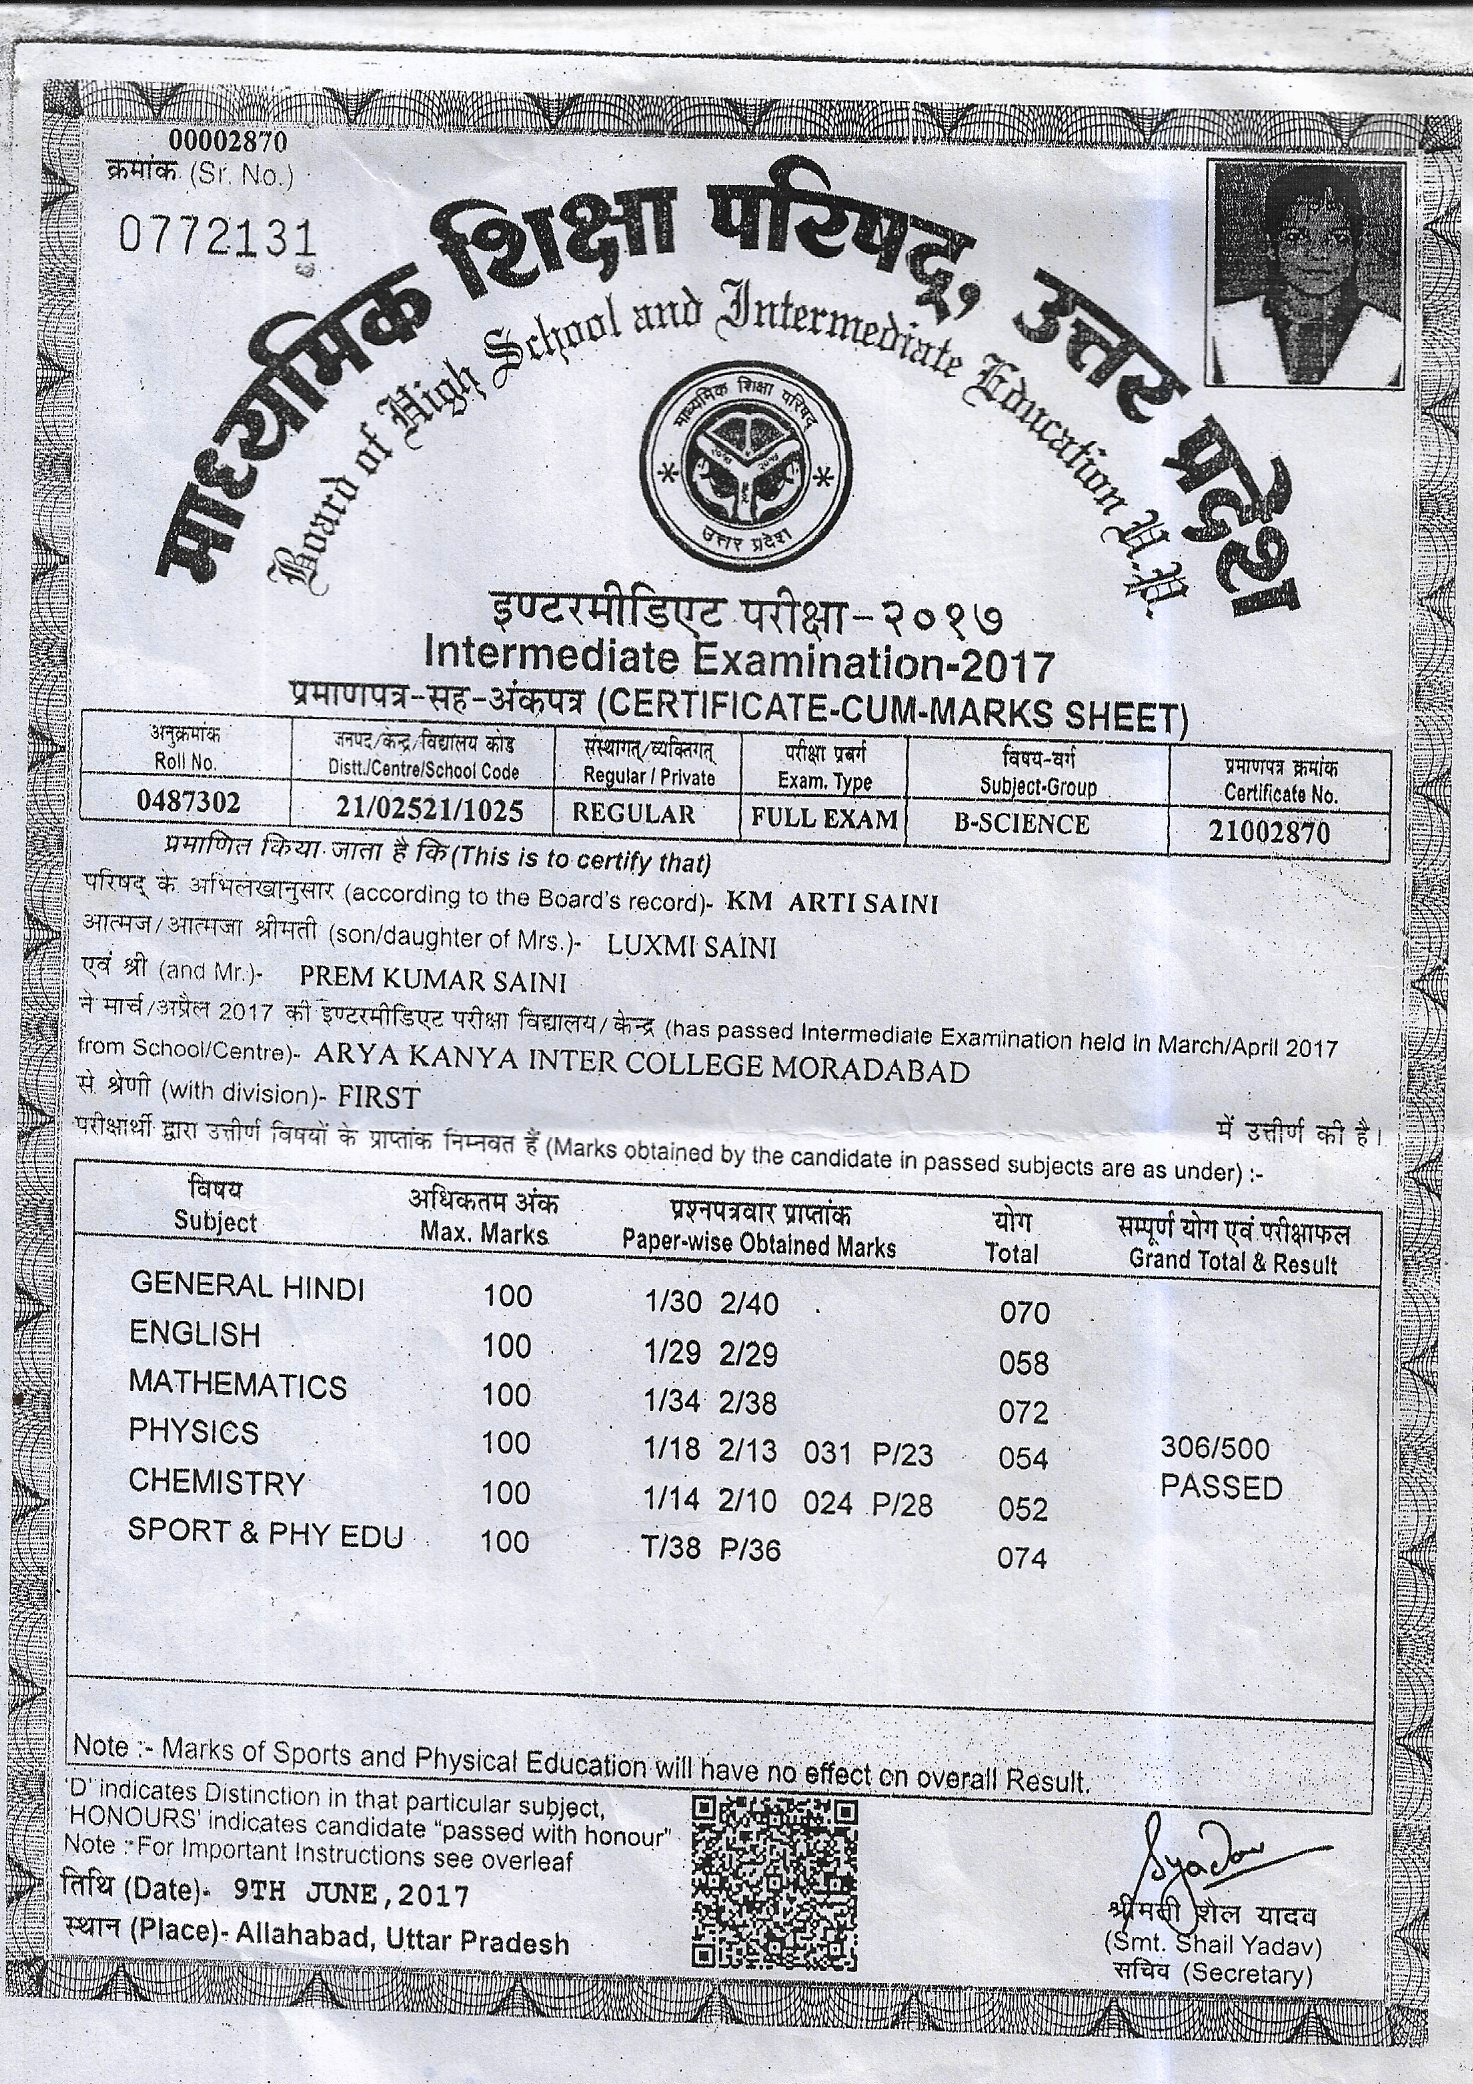 00002870
क्रमांक (Sr. No.)
0772131
माध्यमिक शिक्षा परिषद्, उत्तर प्रदेश
Board of High School and Intermediate Education U.P.
माध्यमिक शिक्षा परिषद्
उत्तर प्रदेश
इण्टरमीडिएट परीक्षा-२०१७
Intermediate Examination-2017
प्रमाणपत्र-सह-अंकपत्र (CERTIFICATE-CUM-MARKS SHEET)
अनुक्रमांक जनपद/केन्द्र/विद्यालय कोड संस्थागत्/व्यक्तिगत् परीक्षा प्रबर्ग विषय-वर्ग प्रमाणपत्र क्रमांक
Roll No. Distt./Centre/School Code Regular / Private Exam. Type Subject-Group Certificate No.
0487302 21/02521/1025 REGULAR FULL EXAM B-SCIENCE 21002870
प्रमाणित किया जाता है कि (This is to certify that)
परिषद् के अभिलेखानुसार (according to the Board's record)- KM ARTI SAINI
आत्मज/आत्मजा श्रीमती (son/daughter of Mrs.)- LUXMI SAINI
एवं श्री (and Mr.)- PREM KUMAR SAINI
ने मार्च/अप्रैल 2017 की इण्टरमीडिएट परीक्षा विद्यालय/केन्द्र (has passed Intermediate Examination held in March/April 2017
from School/Centre)- ARYA KANYA INTER COLLEGE MORADABAD
से श्रेणी (with division)- FIRST में उत्तीर्ण की है।
परीक्षार्थी द्वारा उत्तीर्ण विषयों के प्राप्तांक निम्नवत हैं (Marks obtained by the candidate in passed subjects are as under) :-
विषय अधिकतम अंक प्रश्नपत्रवार प्राप्तांक योग सम्पूर्ण योग एवं परीक्षाफल
Subject Max. Marks Paper-wise Obtained Marks Total Grand Total & Result
GENERAL HINDI 100 1/30 2/40 070
ENGLISH 100 1/29 2/29 058
MATHEMATICS 100 1/34 2/38 072
PHYSICS 100 1/18 2/13 031 P/23 054 306/500
CHEMISTRY 100 1/14 2/10 024 P/28 052 PASSED
SPORT & PHY EDU 100 T/38 P/36 074
Note :- Marks of Sports and Physical Education will have no effect on overall Result.
'D' indicates Distinction in that particular subject,
'HONOURS' indicates candidate "passed with honour"
Note :-For Important Instructions see overleaf
तिथि (Date)- 9TH JUNE, 2017
स्थान (Place)- Allahabad, Uttar Pradesh
Syadav
श्रीमती शैल यादव
(Smt. Shail Yadav)
सचिव (Secretary)